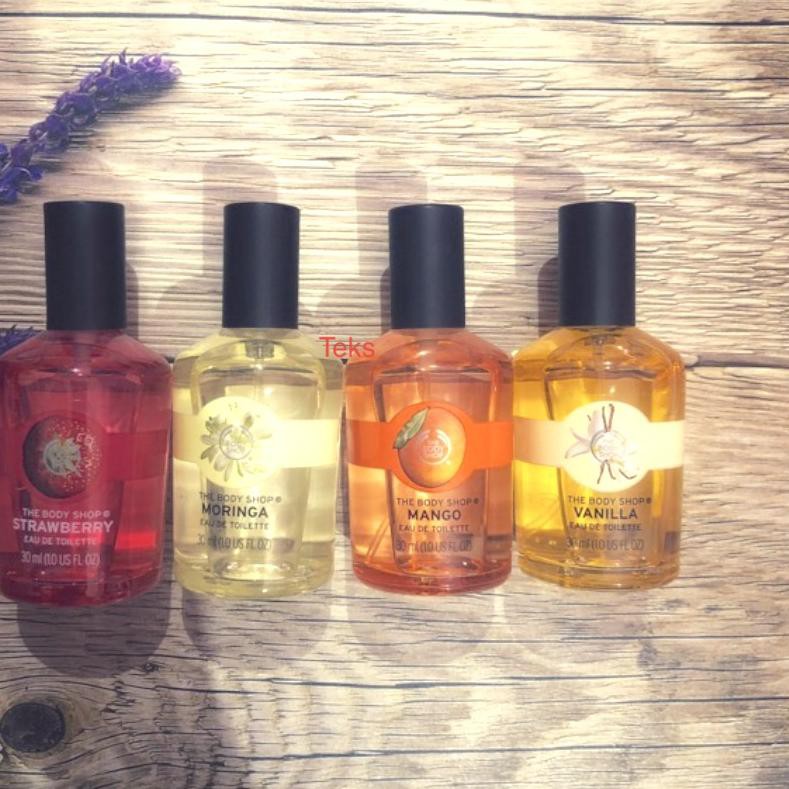 Teks
THE BODY SHOP®
STRAWBERRY
EAU DE TOILETTE
30 ml (1.0 US FL OZ)
THE BODY SHOP®
MORINGA
EAU DE TOILETTE
30 ml (1.0 US FL OZ)
THE BODY SHOP®
MANGO
EAU DE TOILETTE
30 ml (1.0 US FL OZ)
THE BODY SHOP®
VANILLA
EAU DE TOILETTE
30 ml (1.0 US FL OZ)